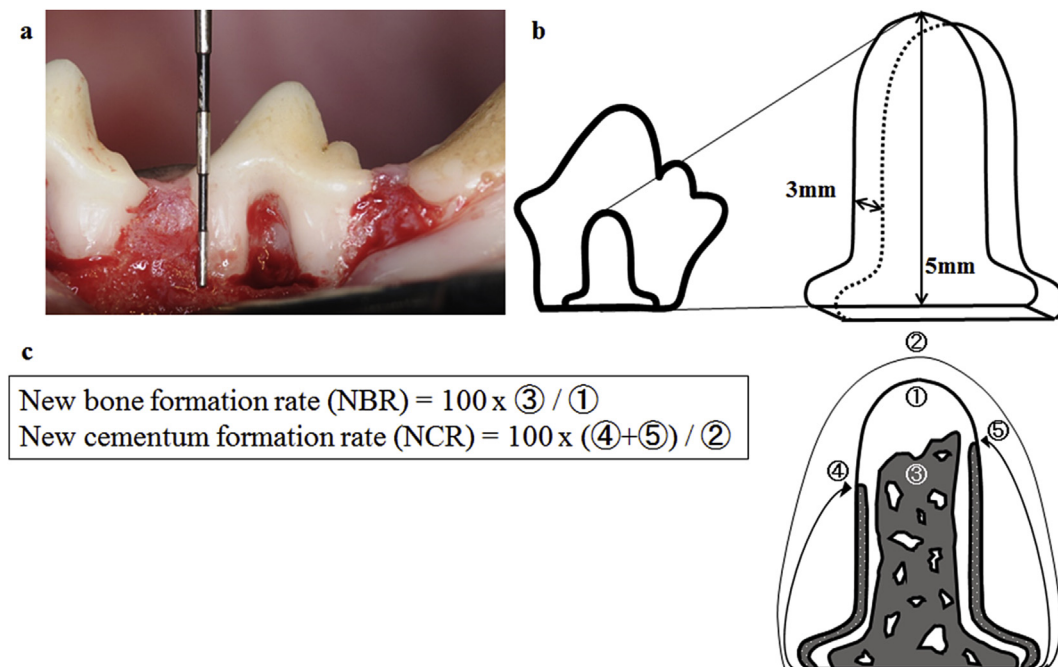 a
b
3mm
5mm
c
New bone formation rate (NBR) = 100 x ③ / ①
New cementum formation rate (NCR) = 100 x (④+⑤) / ②
②
①
⑤
④
③